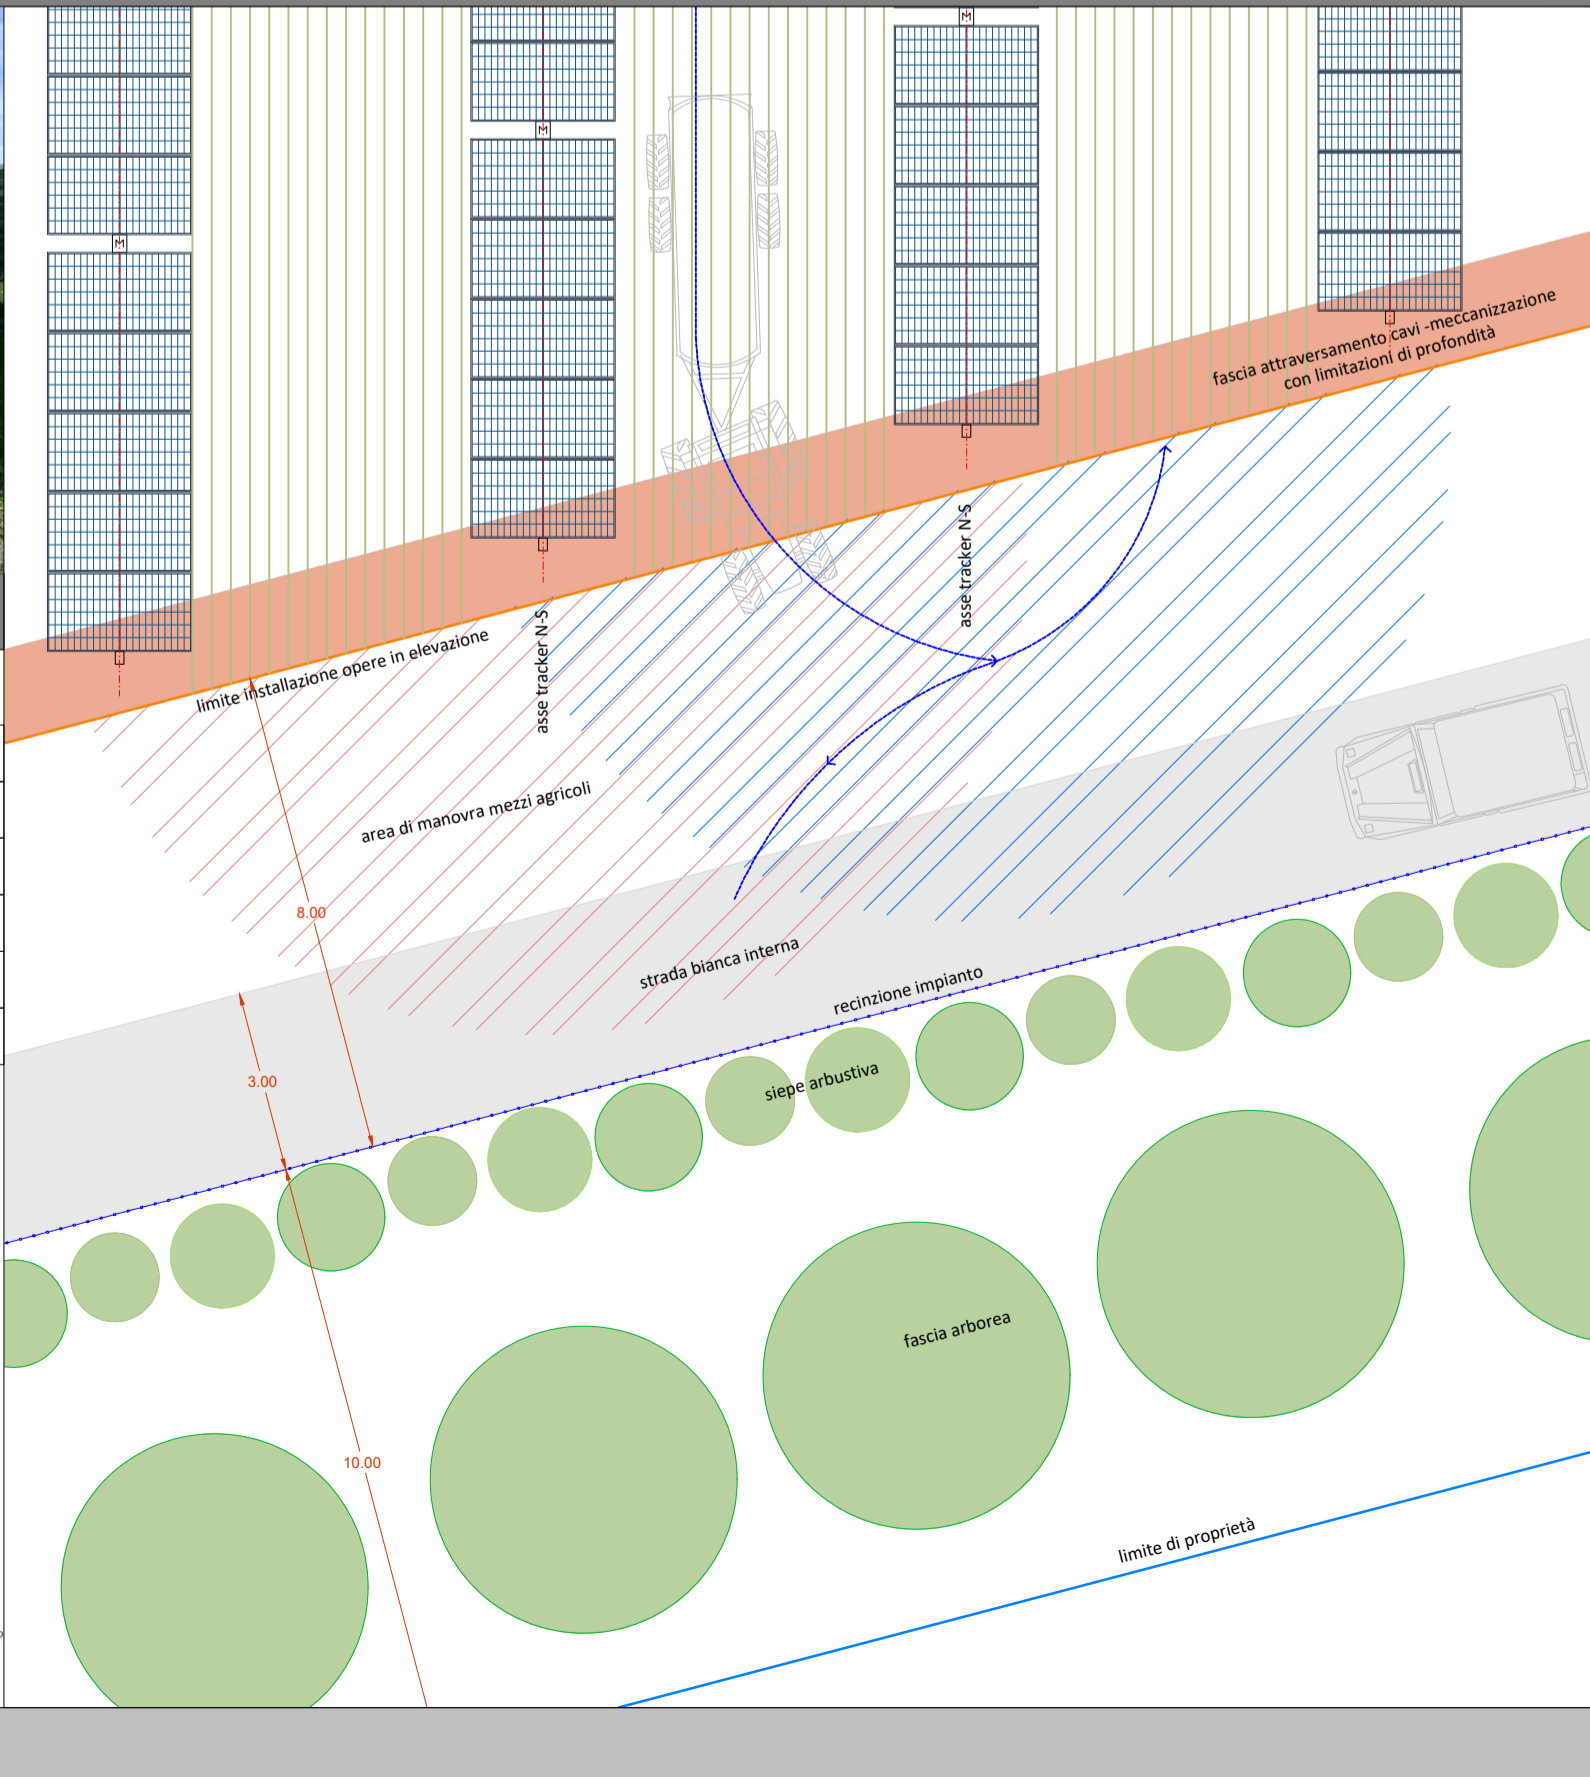 M
M
M
fascia attraversamento cavi -meccanizzazione
con limitazioni di profondità
asse tracker N-S
asse tracker N-S
limite installazione opere in elevazione
area di manovra mezzi agricoli
8.00
strada bianca interna
recinzione impianto
3.00
siepe arbustiva
fascia arborea
10.00
limite di proprietà